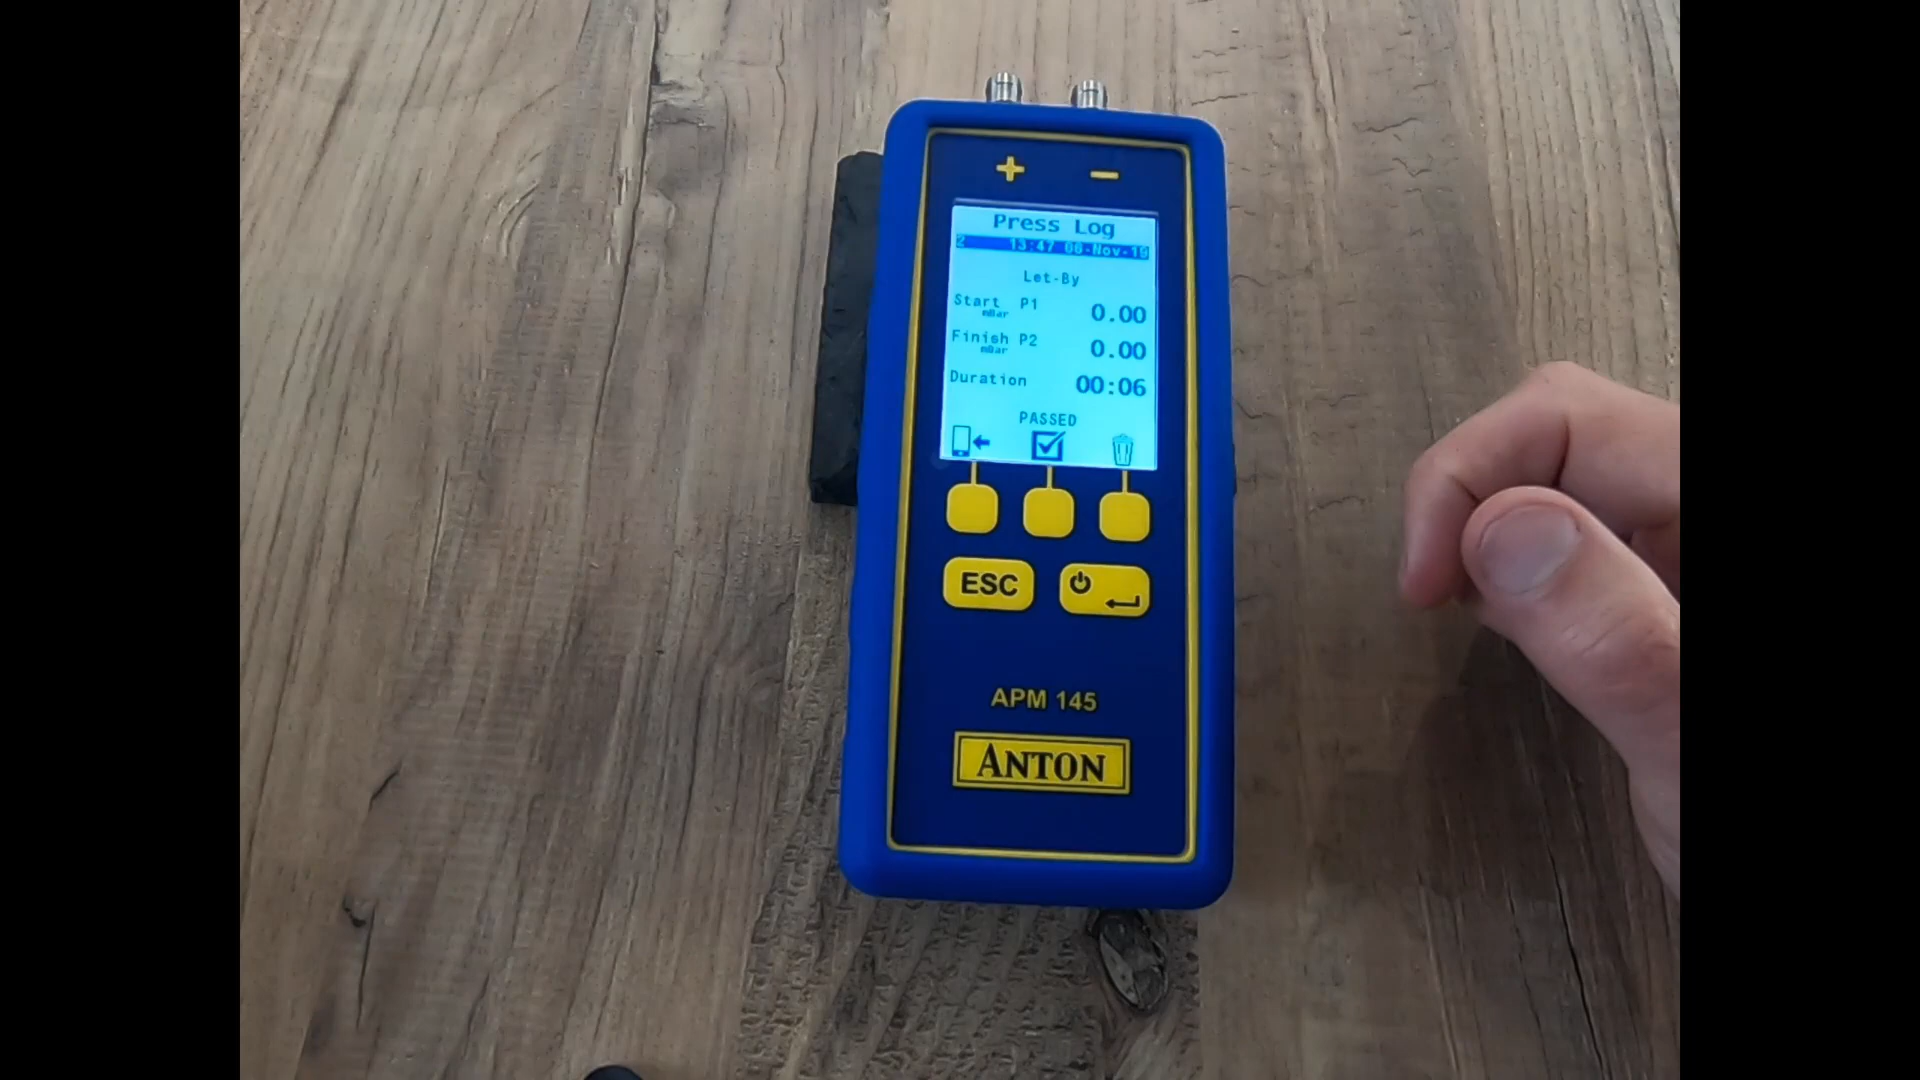 + −
Press Log
2 13:47 06-Nov-19
Let-By
Start P1 0.00
mBar
Finish P2 0.00
mBar
Duration 00:06
PASSED
ESC
APM 145
ANTON